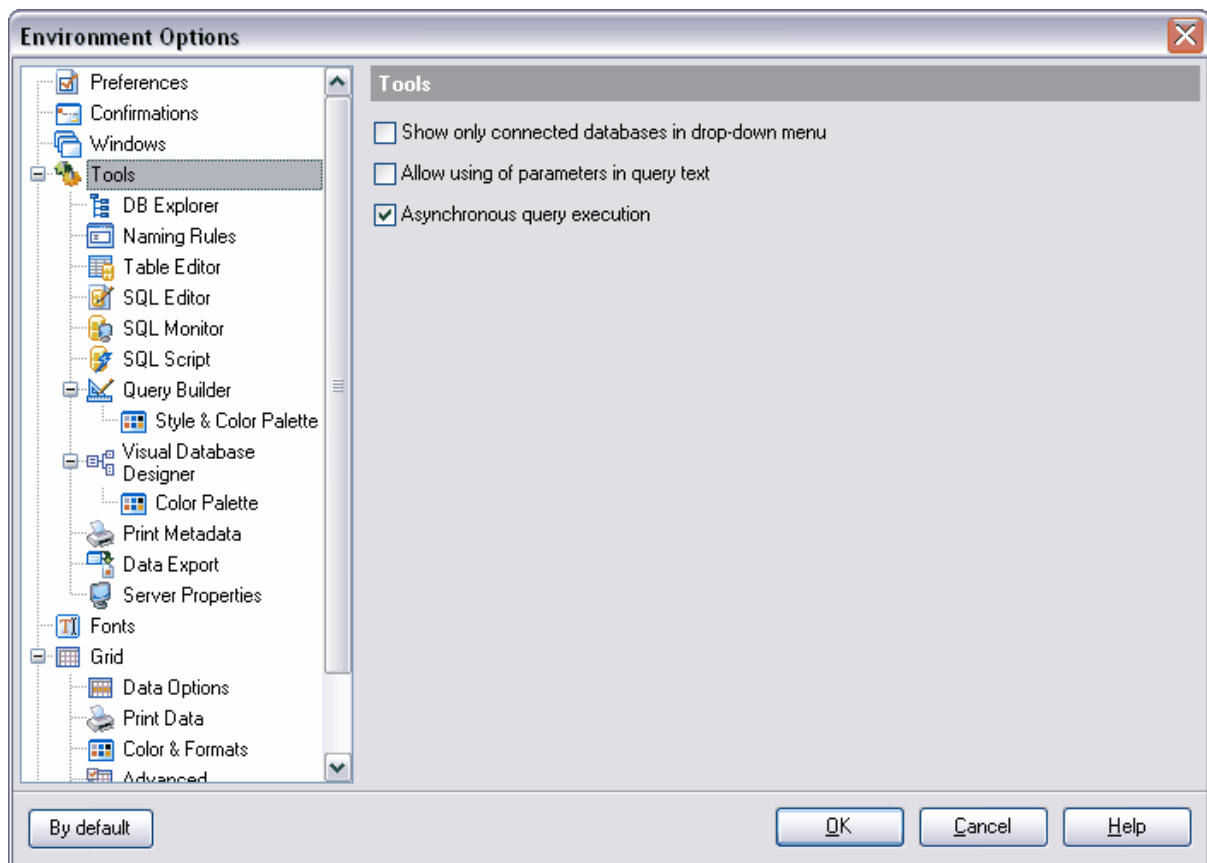 Environment Options
Preferences
Confirmations
Windows
Tools
DB Explorer
Naming Rules
Table Editor
SQL Editor
SQL Monitor
SQL Script
Query Builder
Style & Color Palette
Visual Database
Designer
Color Palette
Print Metadata
Data Export
Server Properties
Fonts
Grid
Data Options
Print Data
Color & Formats
Advanced
Tools
Show only connected databases in drop-down menu
Allow using of parameters in query text
Asynchronous query execution
By default
OK
Cancel
Help